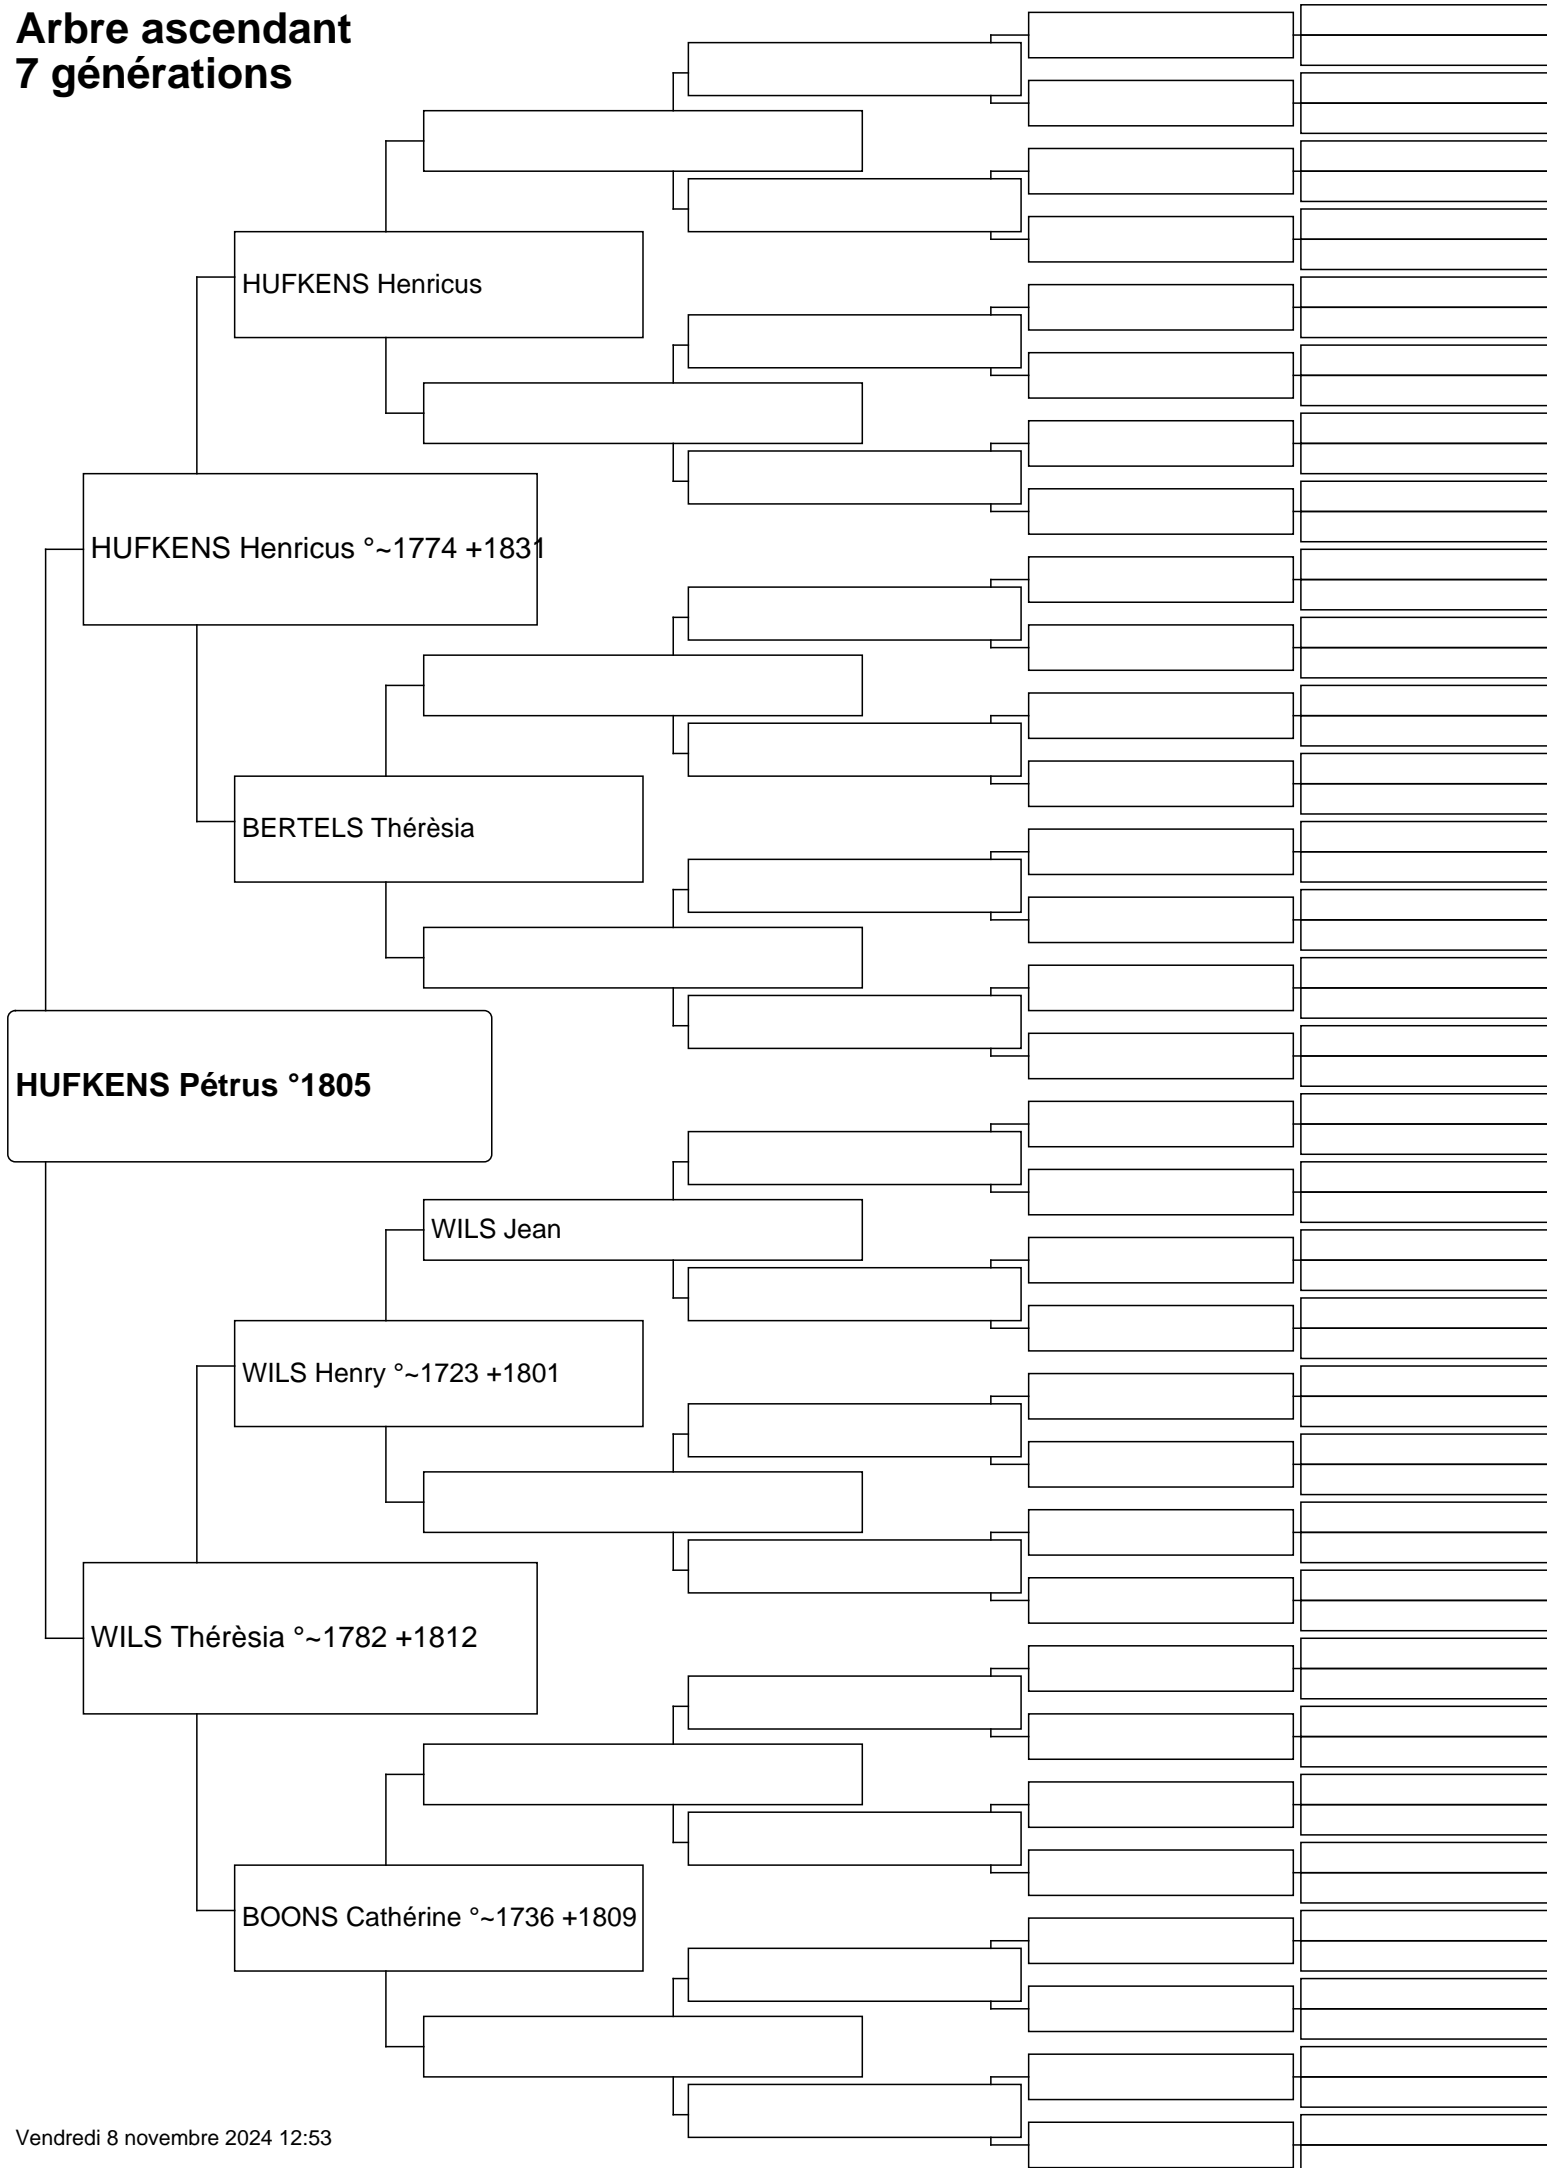 Arbre ascendant
7 générations
HUFKENS Henricus
HUFKENS Henricus °~1774 +1831
BERTELS Thérèsia
HUFKENS Pétrus °1805
WILS Jean
WILS Henry °~1723 +1801
WILS Thérèsia °~1782 +1812
BOONS Cathérine °~1736 +1809
Vendredi 8 novembre 2024 12:53